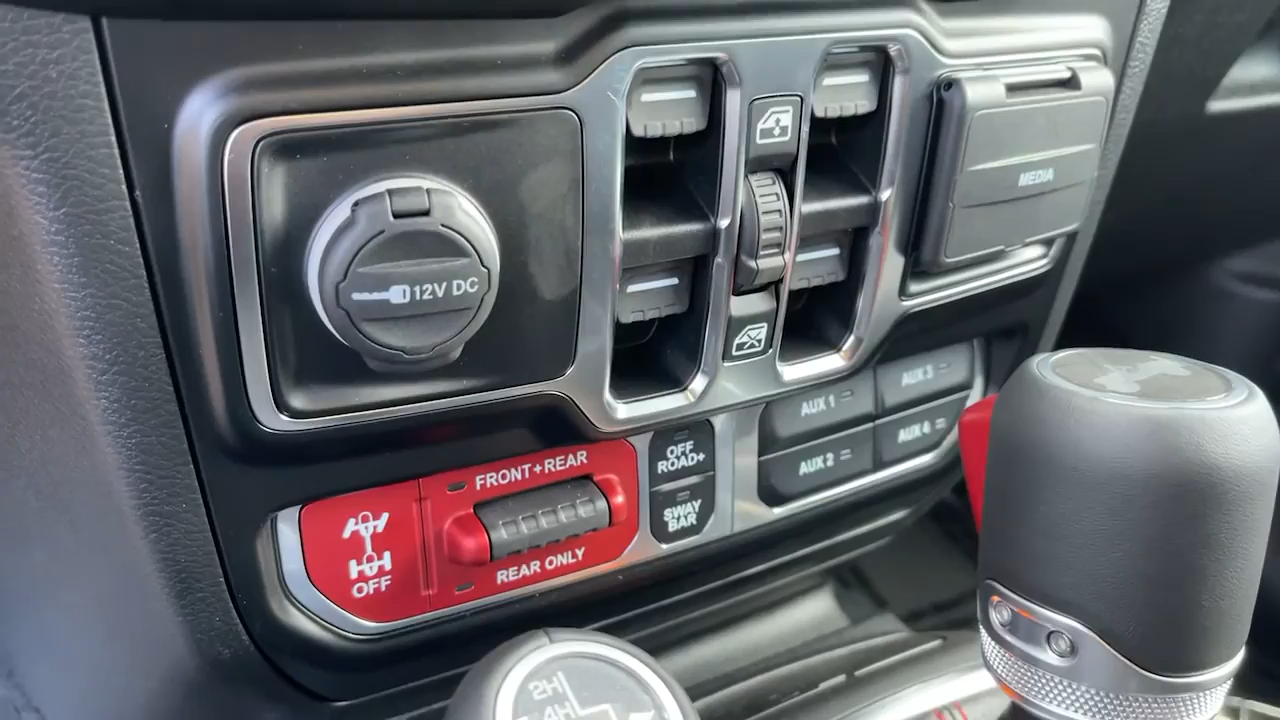 12V DC
MEDIA
AUX 1
AUX 3
AUX 2
AUX 4
OFF
ROAD+
SWAY
BAR
FRONT+REAR
REAR ONLY
OFF
2H
4H